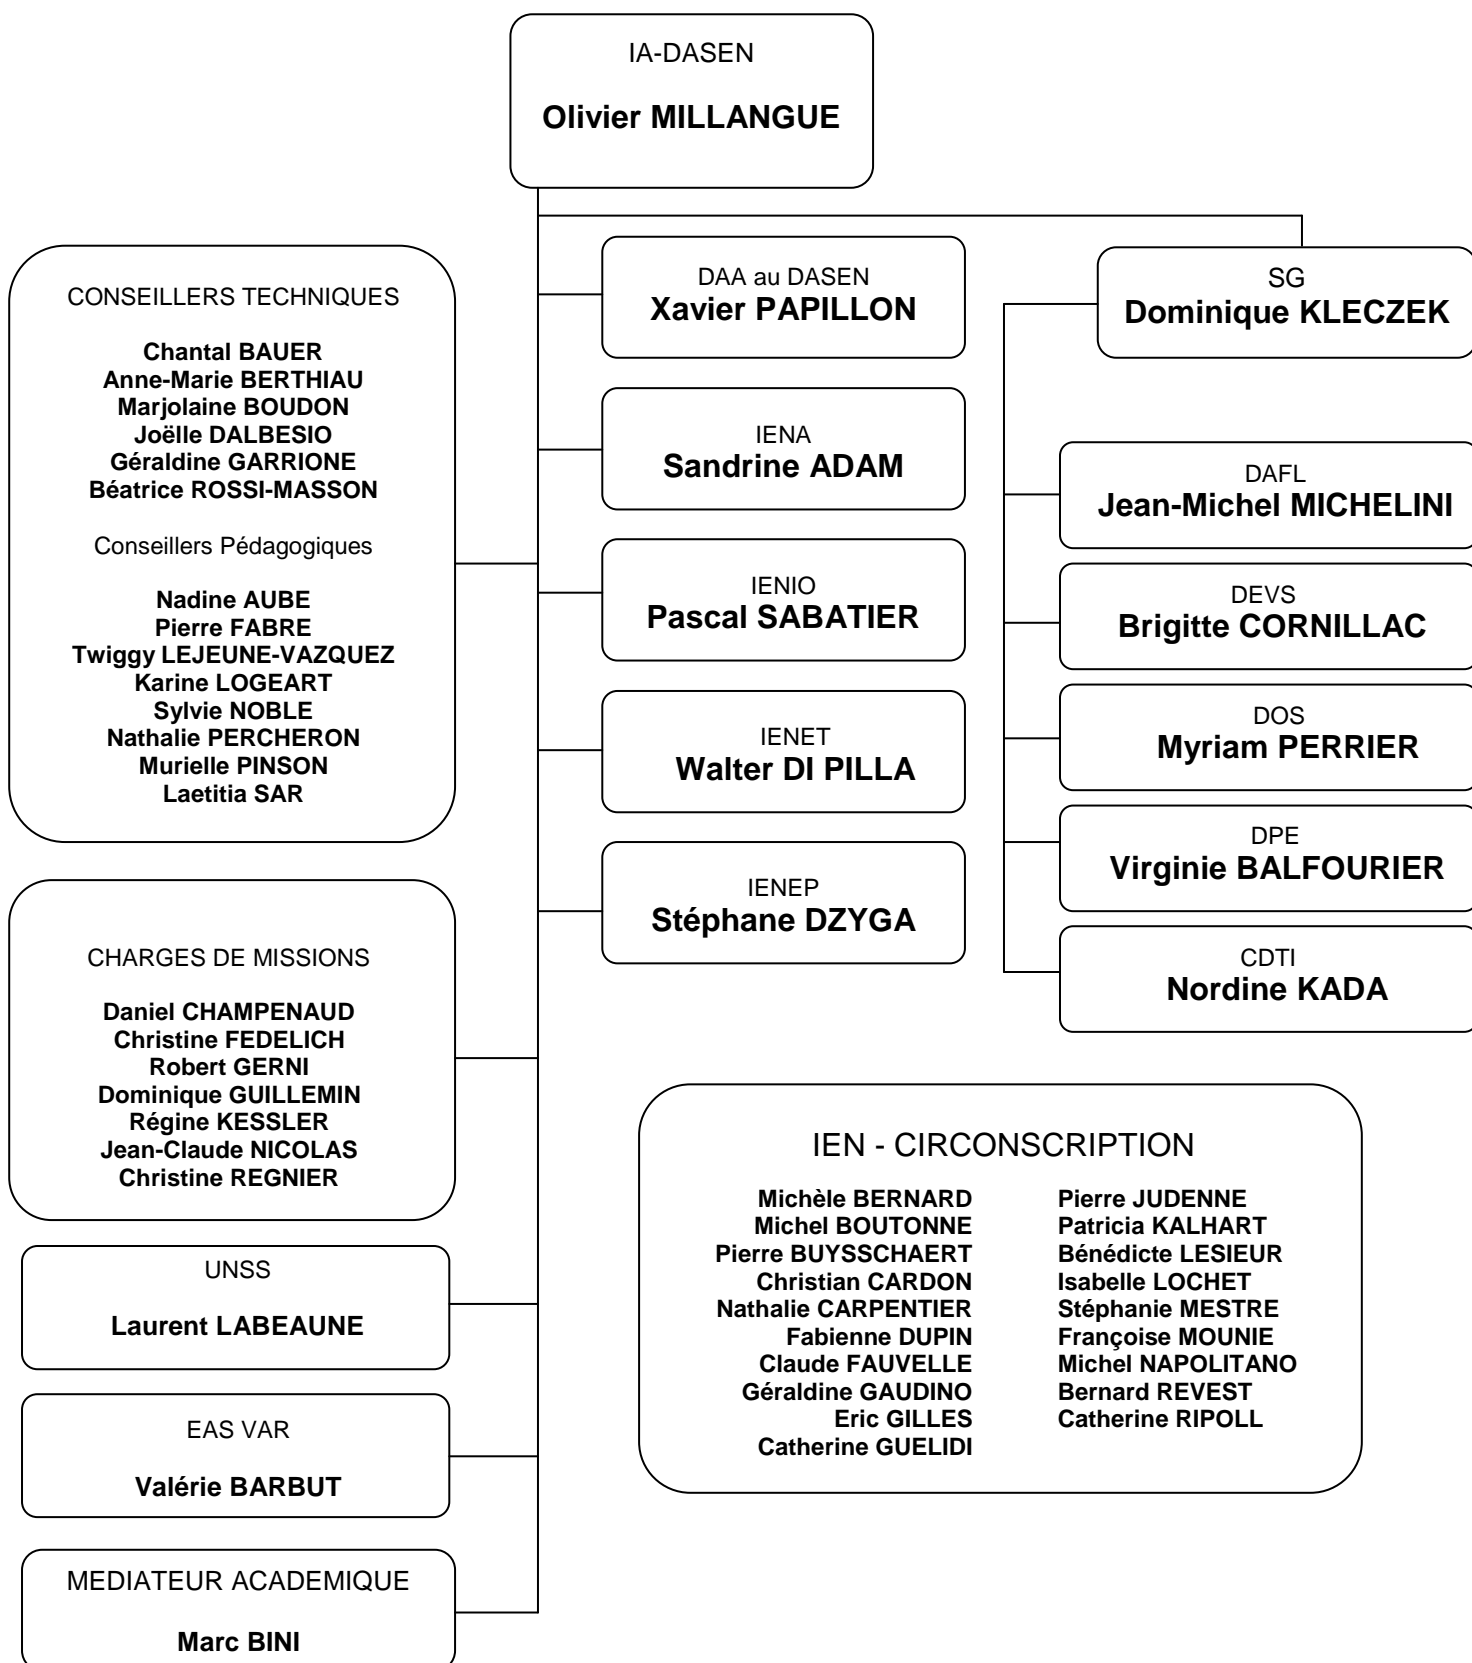 IA-DASEN
Olivier MILLANGUE
CONSEILLERS TECHNIQUES
Chantal BAUER
Anne-Marie BERTHIAU
Marjolaine BOUDON
Joëlle DALBESIO
Géraldine GARRIONE
Béatrice ROSSI-MASSON
Conseillers Pédagogiques
Nadine AUBE
Pierre FABRE
Twiggy LEJEUNE-VAZQUEZ
Karine LOGEART
Sylvie NOBLE
Nathalie PERCHERON
Murielle PINSON
Laetitia SAR
CHARGES DE MISSIONS
Daniel CHAMPENAUD
Christine FEDELICH
Robert GERNI
Dominique GUILLEMIN
Régine KESSLER
Jean-Claude NICOLAS
Christine REGNIER
UNSS
Laurent LABEAUNE
EAS VAR
Valérie BARBUT
MEDIATEUR ACADEMIQUE
Marc BINI
DAA au DASEN
Xavier PAPILLON
IENA
Sandrine ADAM
IENIO
Pascal SABATIER
IENET
Walter DI PILLA
IENEP
Stéphane DZYGA
SG
Dominique KLECZEK
DAFL
Jean-Michel MICHELINI
DEVS
Brigitte CORNILLAC
DOS
Myriam PERRIER
DPE
Virginie BALFOURIER
CDTI
Nordine KADA
IEN - CIRCONSCRIPTION
Michèle BERNARD
Michel BOUTONNE
Pierre BUYSSCHAERT
Christian CARDON
Nathalie CARPENTIER
Fabienne DUPIN
Claude FAUVELLE
Géraldine GAUDINO
Eric GILLES
Catherine GUELIDI
Pierre JUDENNE
Patricia KALHART
Bénédicte LESIEUR
Isabelle LOCHET
Stéphanie MESTRE
Françoise MOUNIE
Michel NAPOLITANO
Bernard REVEST
Catherine RIPOLL